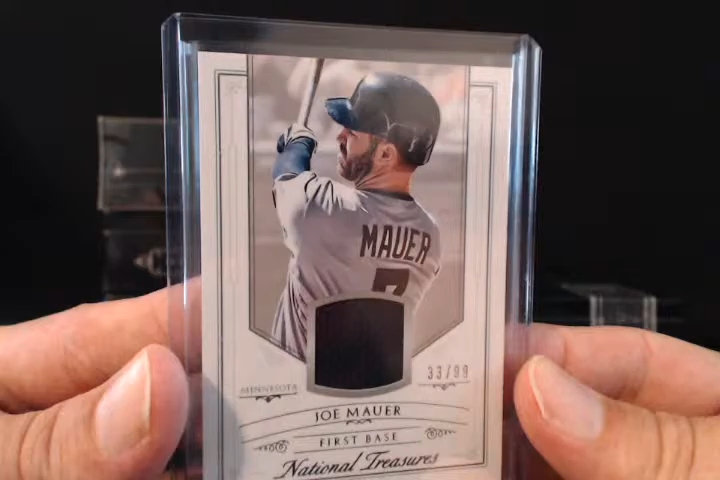 MAUER
7
33/99
MINNESOTA
JOE MAUER
FIRST BASE
National Treasures